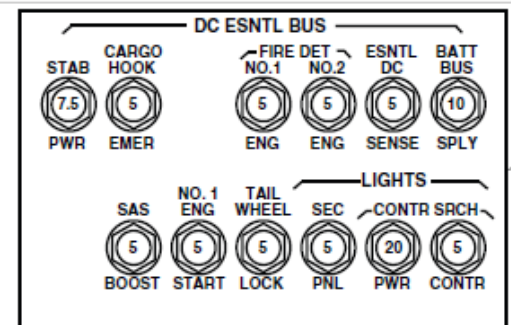 DC ESNTL BUS
CARGO FIRE DET ESNTL BATT
STAB HOOK NO.1 NO.2 DC BUS
7.5 5 5 5 5 10
PWR EMER ENG ENG SENSE SPLY
LIGHTS
NO. 1 TAIL
SAS ENG WHEEL SEC CONTR SRCH
5 5 5 5 20 5
BOOST START LOCK PNL PWR CONTR